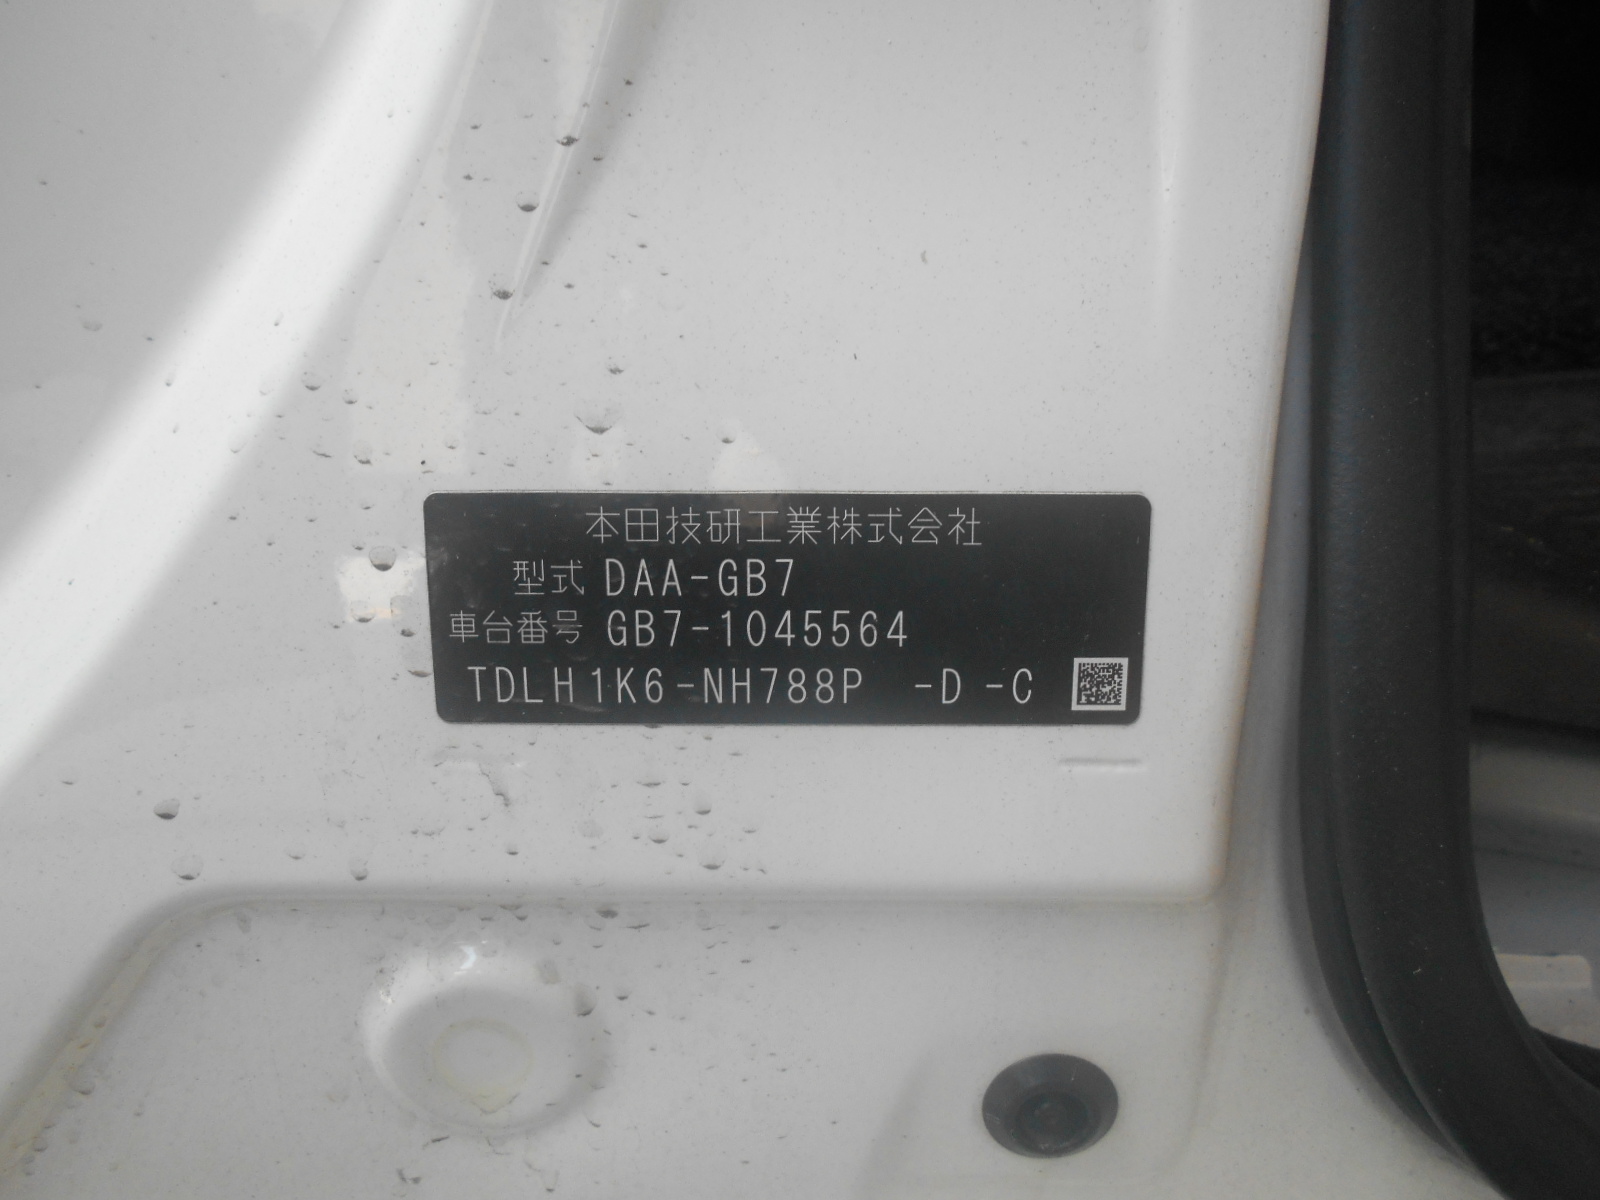 本田技研工業株式会社
型式 DAA-GB7
車台番号 GB7-1045564
TDLH1K6-NH788P -D -C